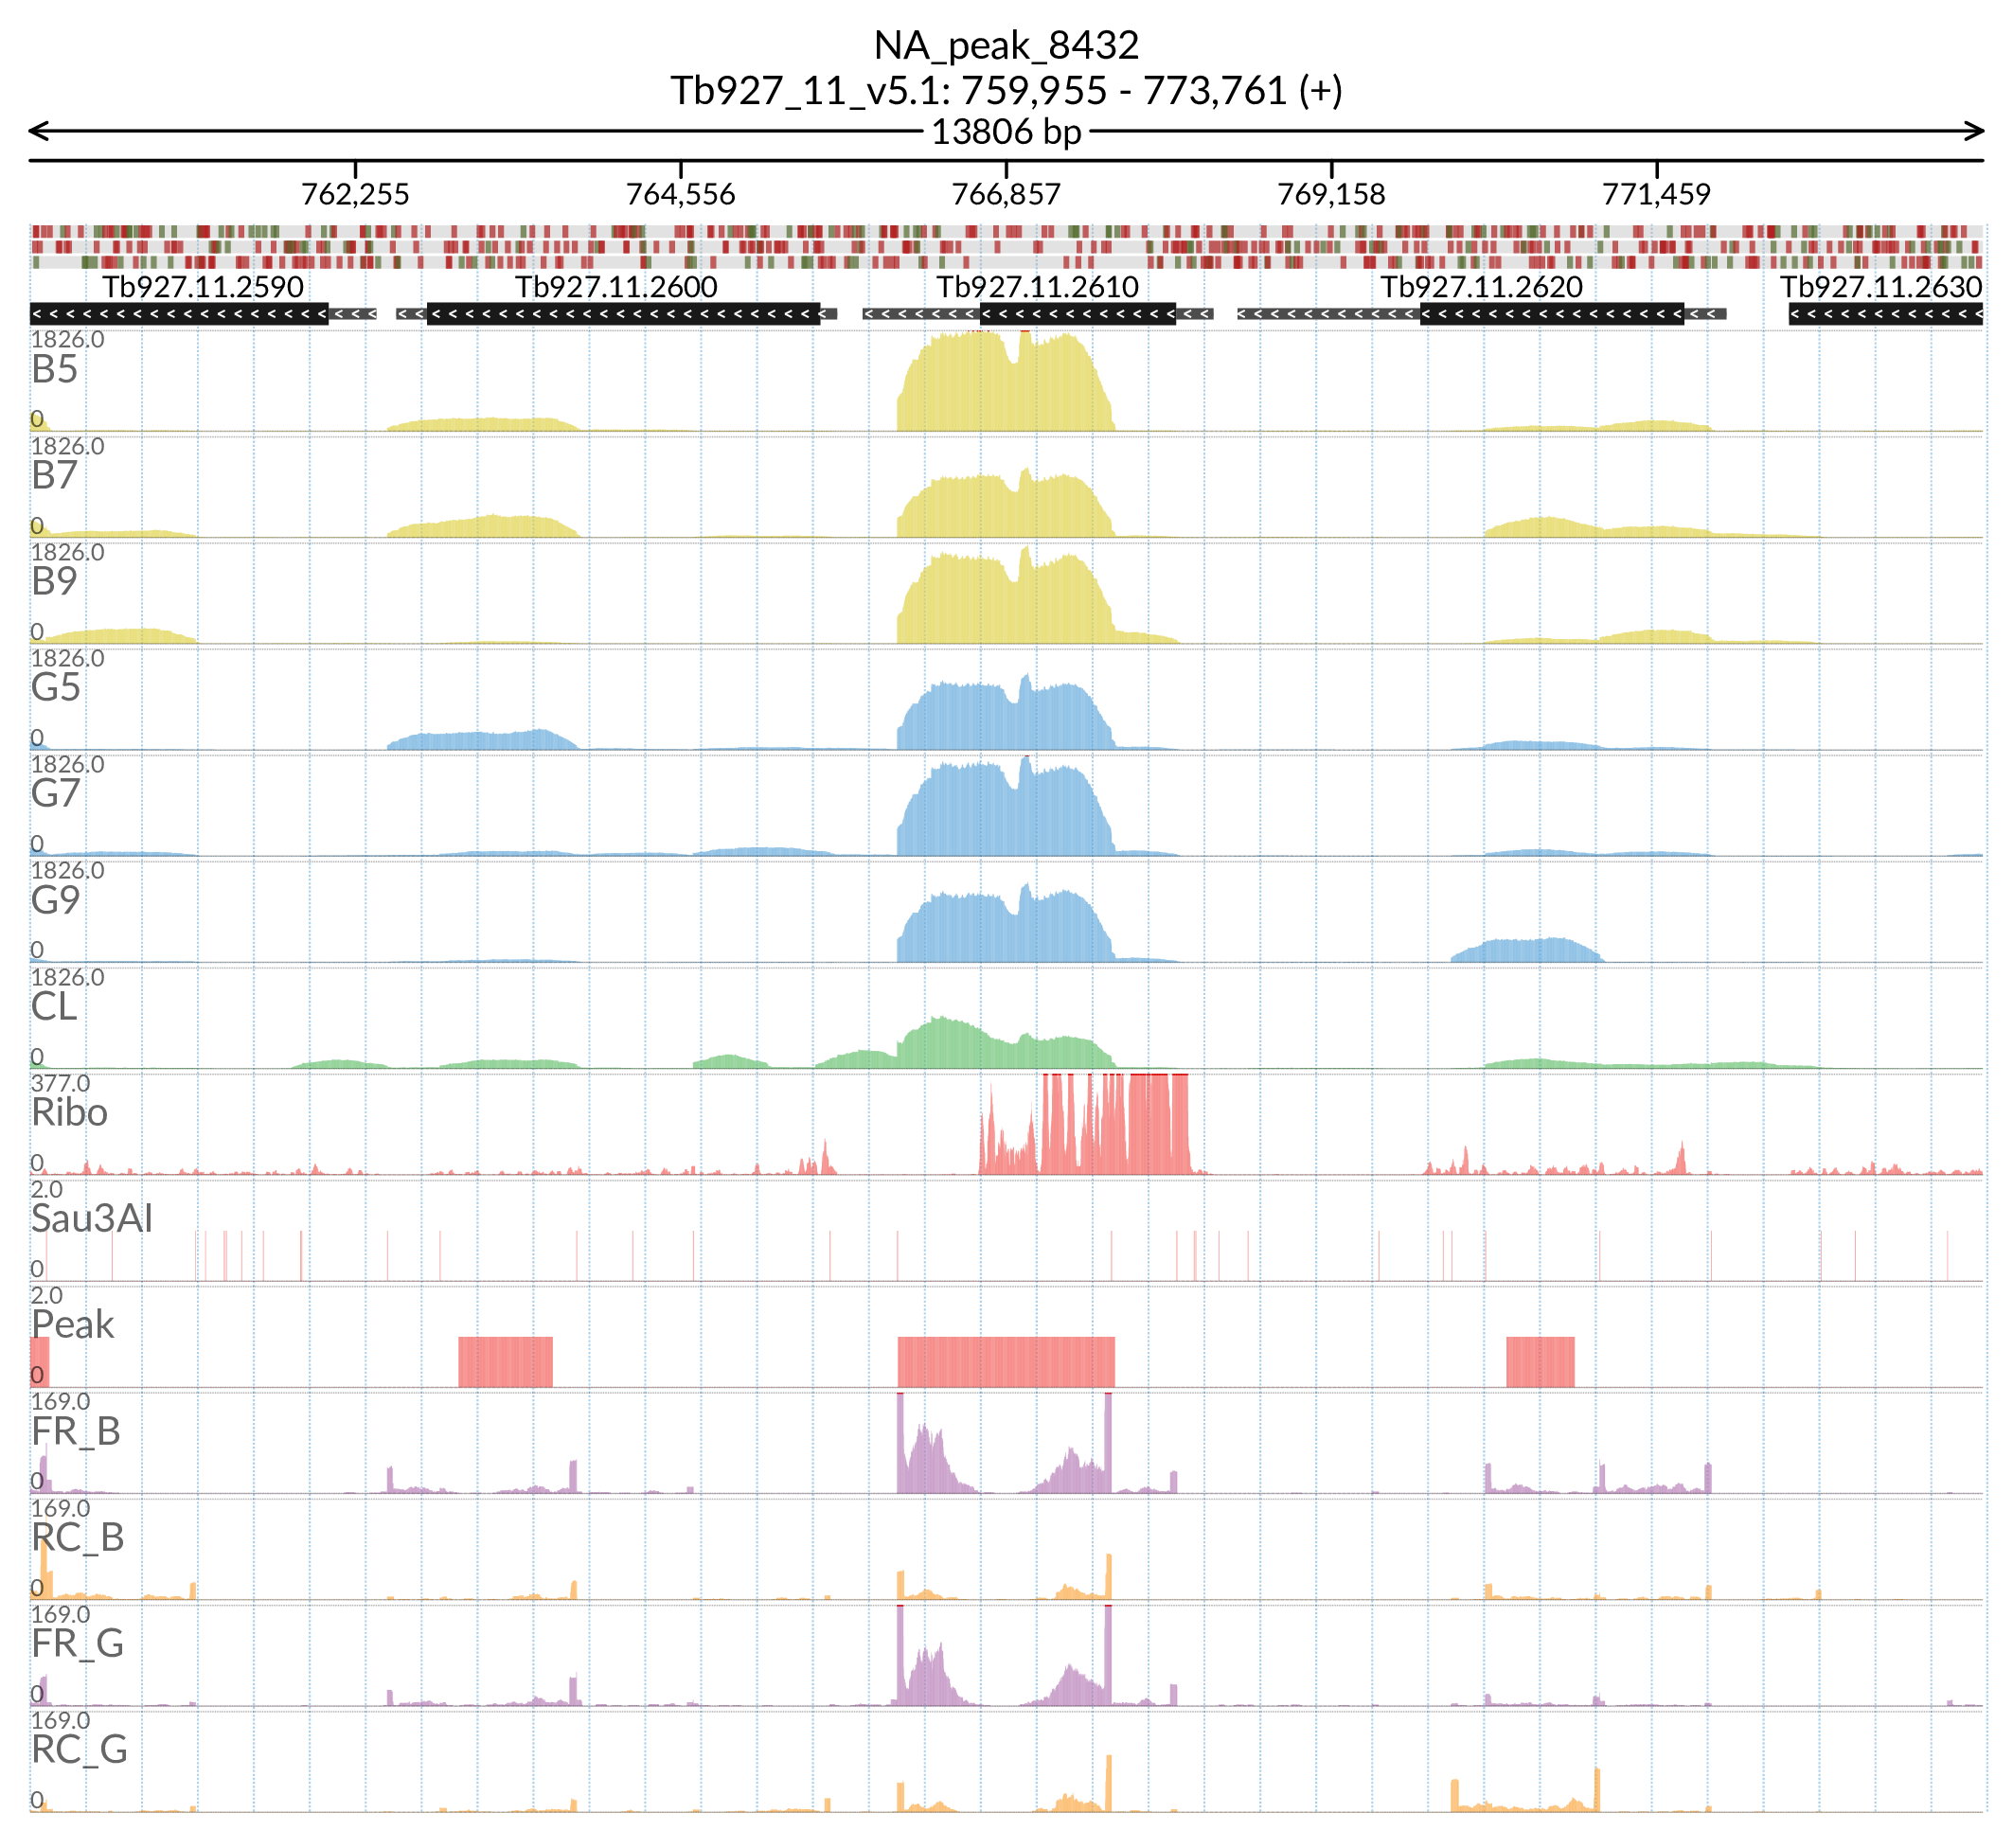 NA_peak_8432
Tb927_11_v5.1: 759,955 - 773,761 (+)
13806 bp
762,255 764,556 766,857 769,158 771,459
Tb927.11.2590 Tb927.11.2600 Tb927.11.2610 Tb927.11.2620 Tb927.11.2630
1826.0
B5
0
1826.0
B7
0
1826.0
B9
0
1826.0
G5
0
1826.0
G7
0
1826.0
G9
0
1826.0
CL
0
377.0
Ribo
0
2.0
Sau3AI
0
2.0
Peak
0
169.0
FR_B
0
169.0
RC_B
0
169.0
FR_G
0
169.0
RC_G
0